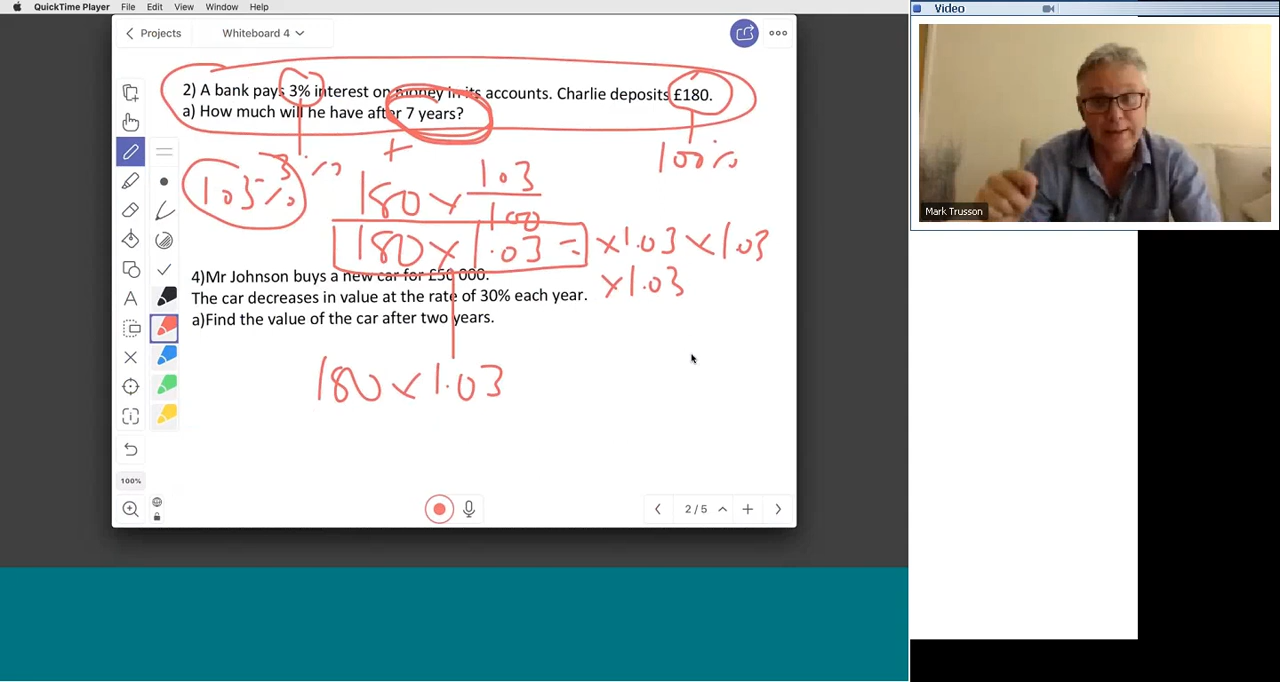 QuickTime Player File Edit View Window Help
Video
Projects
Whiteboard 4
2) A bank pays 3% interest on money in its accounts. Charlie deposits £180.
a) How much will he have after 7 years?
+
100%
3%
103%
180 × 103/100
180 × 1.03 = ×1.03 ×1.03
×1.03
4)Mr Johnson buys a new car for £50 000.
The car decreases in value at the rate of 30% each year.
a)Find the value of the car after two years.
180 × 1.03
A
100%
2 / 5
Mark Trusson